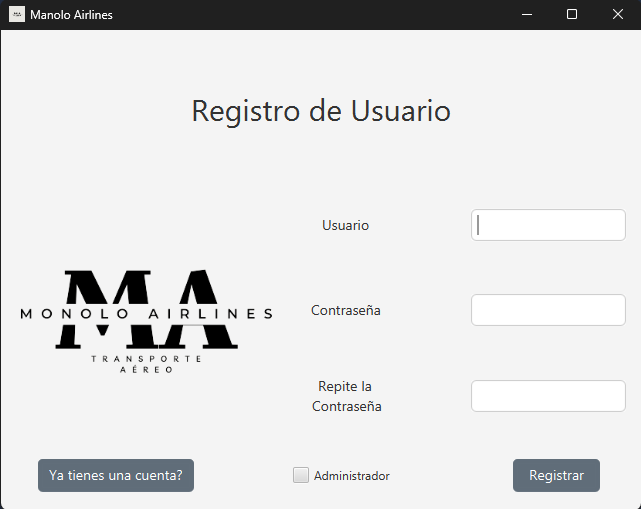 Manolo Airlines
Registro de Usuario
Usuario
MA
MONOLO AIRLINES
TRANSPORTE
AÉREO
Contraseña
Repite la
Contraseña
Ya tienes una cuenta?
Administrador
Registrar